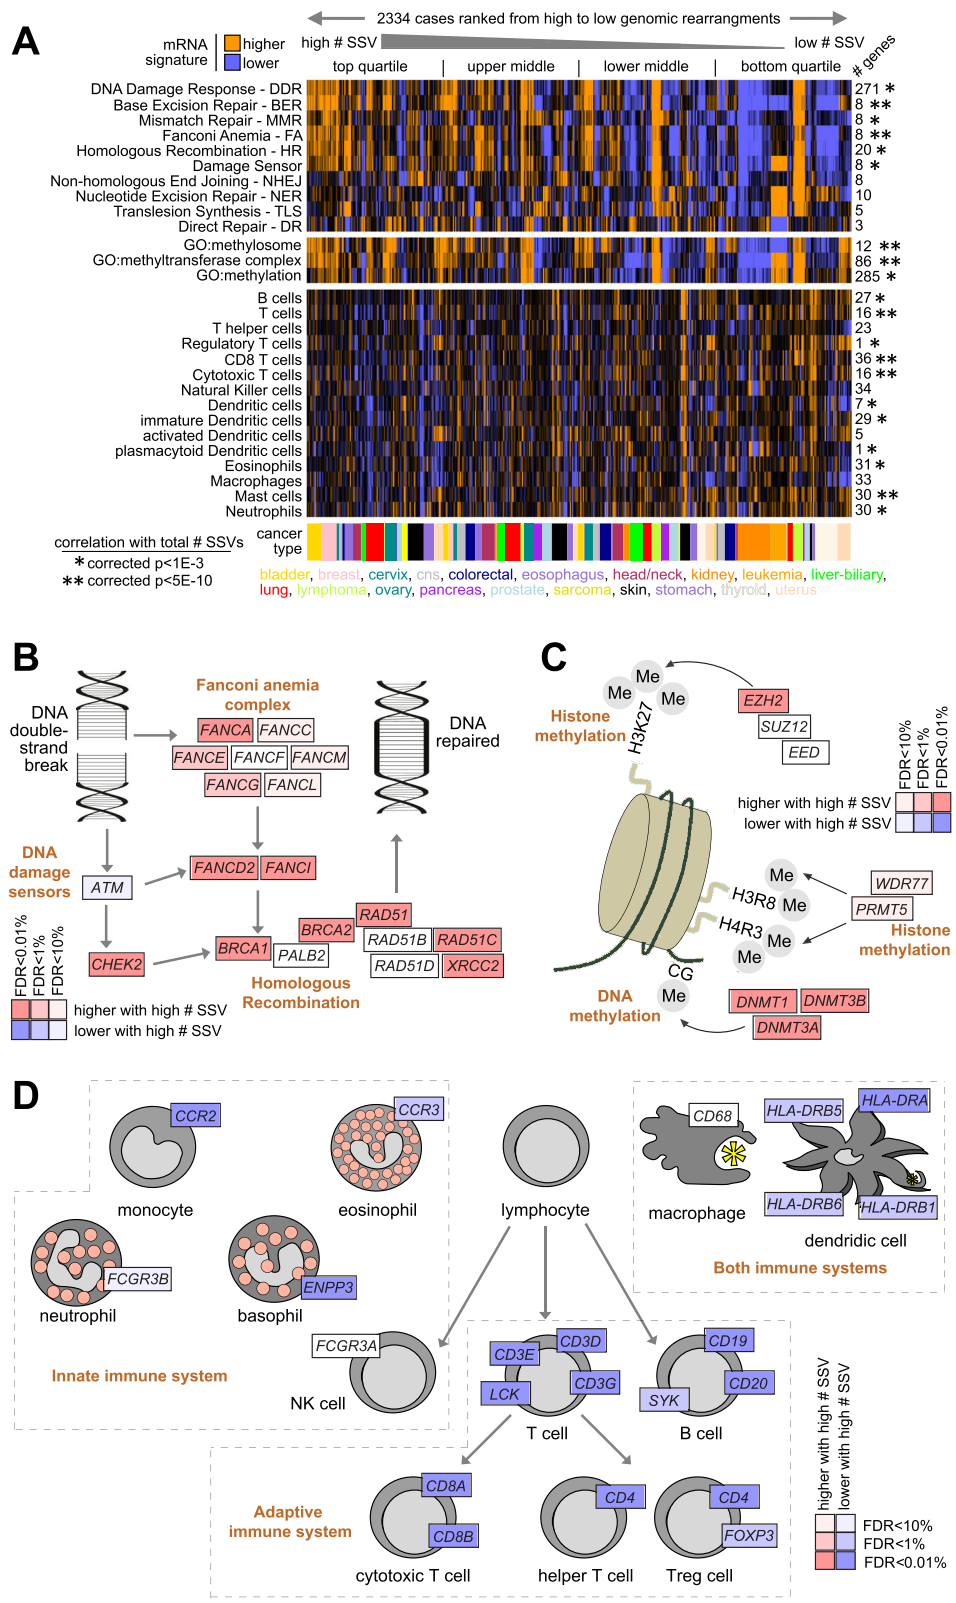 A
2334 cases ranked from high to low genomic rearrangements
mRNA signature
higher
lower
high # SSV
low # SSV
# genes
top quartile | upper middle | lower middle | bottom quartile
DNA Damage Response - DDR 271 *
Base Excision Repair - BER 8 **
Mismatch Repair - MMR 8 *
Fanconi Anemia - FA 8 **
Homologous Recombination - HR 20 *
Damage Sensor 8 *
Non-homologous End Joining - NHEJ 8
Nucleotide Excision Repair - NER 10
Translesion Synthesis - TLS 5
Direct Repair - DR 3
GO:methylosome 12 **
GO:methyltransferase complex 86 **
GO:methylation 285 *
B cells 27 *
T cells 16 **
T helper cells 23
Regulatory T cells 1 *
CD8 T cells 36 **
Cytotoxic T cells 16 **
Natural Killer cells 34
Dendritic cells 7 *
immature Dendritic cells 29 *
activated Dendritic cells 5
plasmacytoid Dendritic cells 1 *
Eosinophils 31 *
Macrophages 33
Mast cells 30 **
Neutrophils 30 *
correlation with total # SSVs
* corrected p<1E-3
** corrected p<5E-10
cancer type
bladder, breast, cervix, cns, colorectal, eosophagus, head/neck, kidney, leukemia, liver-biliary,
lung, lymphoma, ovary, pancreas, prostate, sarcoma, skin, stomach, thyroid, uterus
B
DNA
double-
strand
break
Fanconi anemia
complex
FANCA
FANCC
FANCE
FANCF
FANCM
FANCG
FANCL
DNA
repaired
DNA
damage
sensors
ATM
FANCD2
FANCI
CHEK2
BRCA1
PALB2
BRCA2
RAD51
RAD51B
RAD51C
RAD51D
XRCC2
Homologous
Recombination
FDR<0.01%
FDR<1%
FDR<10%
higher with high # SSV
lower with high # SSV
C
Me
Me
Me
Histone
methylation
H3K27
EZH2
SUZ12
EED
FDR<10%
FDR<1%
FDR<0.01%
higher with high # SSV
lower with high # SSV
H3R8
Me
Me
H4R3
Me
Me
WDR77
PRMT5
Histone
methylation
CG
Me
DNA
methylation
DNMT1
DNMT3B
DNMT3A
D
CCR2
monocyte
CCR3
eosinophil
FCGR3B
neutrophil
ENPP3
basophil
Innate immune system
FCGR3A
NK cell
lymphocyte
CD68
macrophage
HLA-DRB5
HLA-DRA
HLA-DRB6
HLA-DRB1
dendridic cell
Both immune systems
CD3E
CD3D
CD3G
LCK
T cell
CD19
CD20
SYK
B cell
Adaptive
immune system
CD8A
CD8B
cytotoxic T cell
CD4
helper T cell
CD4
FOXP3
Treg cell
higher with high # SSV
lower with high # SSV
FDR<10%
FDR<1%
FDR<0.01%